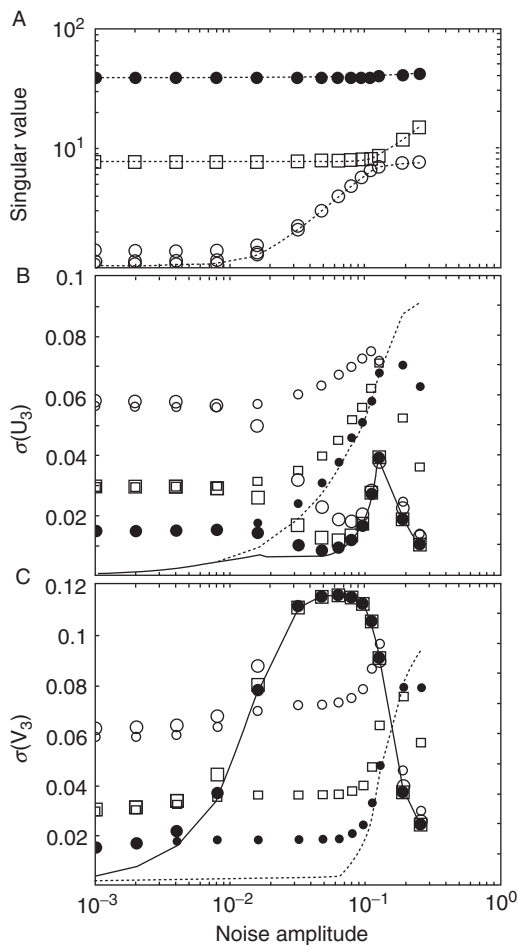 A
10²
Singular value
10¹
B
0.1
0.08
σ(U₃)
0.06
0.04
0.02
C
0.12
0.1
0.08
σ(V₃)
0.06
0.04
0.02
10⁻³ 10⁻² 10⁻¹ 10⁰
Noise amplitude